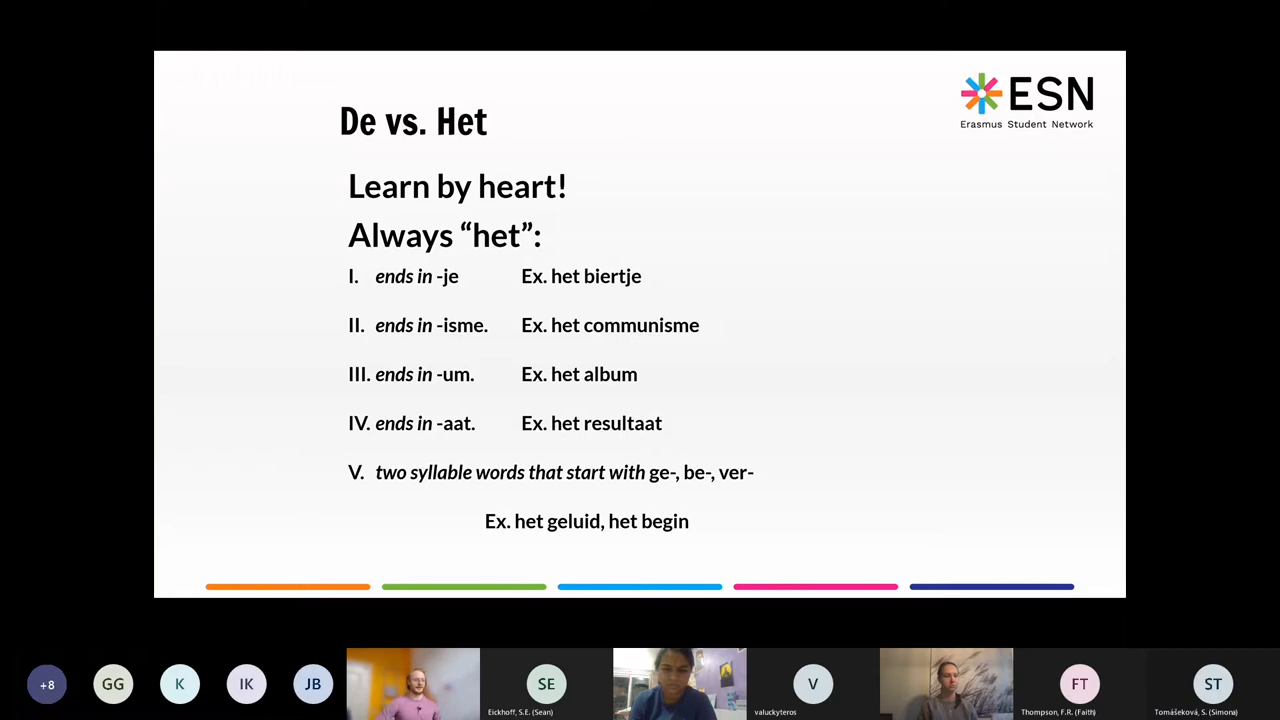 De vs. Het
ESN
Erasmus Student Network
Learn by heart!
Always “het”:
I. ends in -je Ex. het biertje
II. ends in -isme. Ex. het communisme
III. ends in -um. Ex. het album
IV. ends in -aat. Ex. het resultaat
V. two syllable words that start with ge-, be-, ver-
Ex. het geluid, het begin
+8 GG K IK JB SE V FT ST
Eickhoff, S.E. (Sean) valuckyteros Thompson, F.R. (Faith) Tomášeková, S. (Simona)